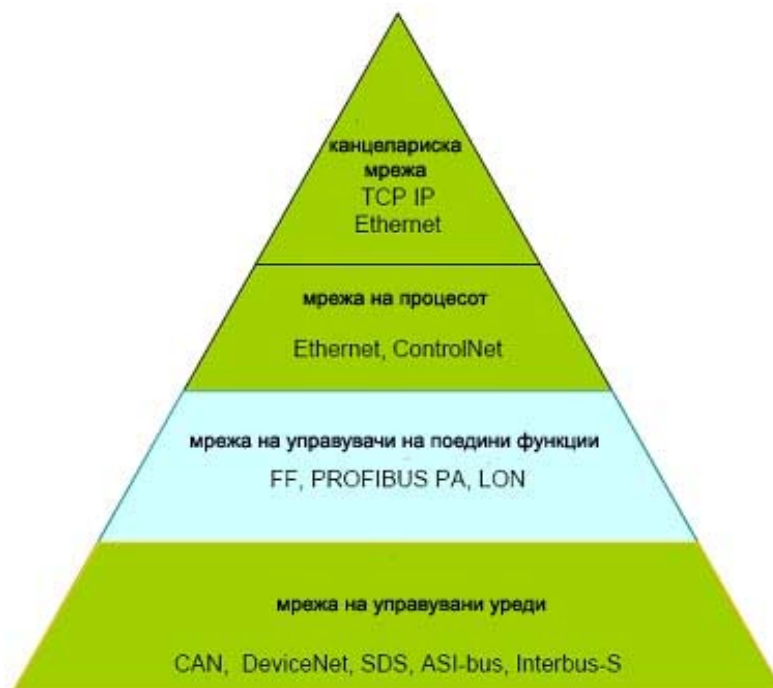 канцелариска
мрежа
TCP IP
Ethernet
мрежа на процесот
Ethernet, ControlNet
мрежа на управувачи на поедини функции
FF, PROFIBUS PA, LON
мрежа на управувани уреди
CAN, DeviceNet, SDS, ASI-bus, Interbus-S